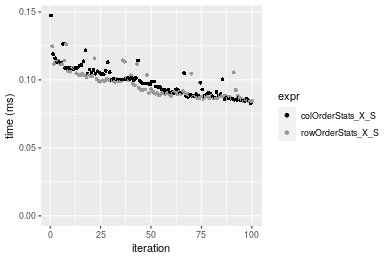 0.15
0.10
0.05
0.00
time (ms)
0
25
50
75
100
iteration
expr
colOrderStats_X_S
rowOrderStats_X_S